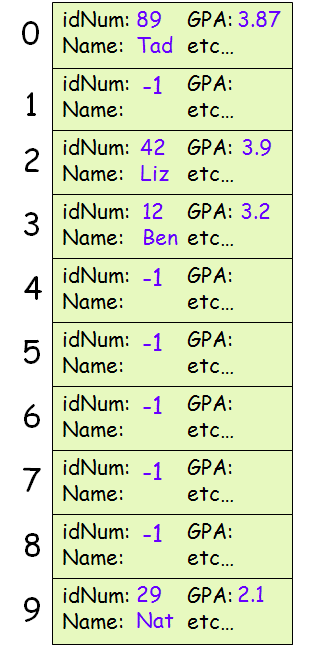 0
idNum: 89 GPA: 3.87
Name: Tad etc...
1
idNum: -1 GPA:
Name: etc...
2
idNum: 42 GPA: 3.9
Name: Liz etc...
3
idNum: 12 GPA: 3.2
Name: Ben etc...
4
idNum: -1 GPA:
Name: etc...
5
idNum: -1 GPA:
Name: etc...
6
idNum: -1 GPA:
Name: etc...
7
idNum: -1 GPA:
Name: etc...
8
idNum: -1 GPA:
Name: etc...
9
idNum: 29 GPA: 2.1
Name: Nat etc...